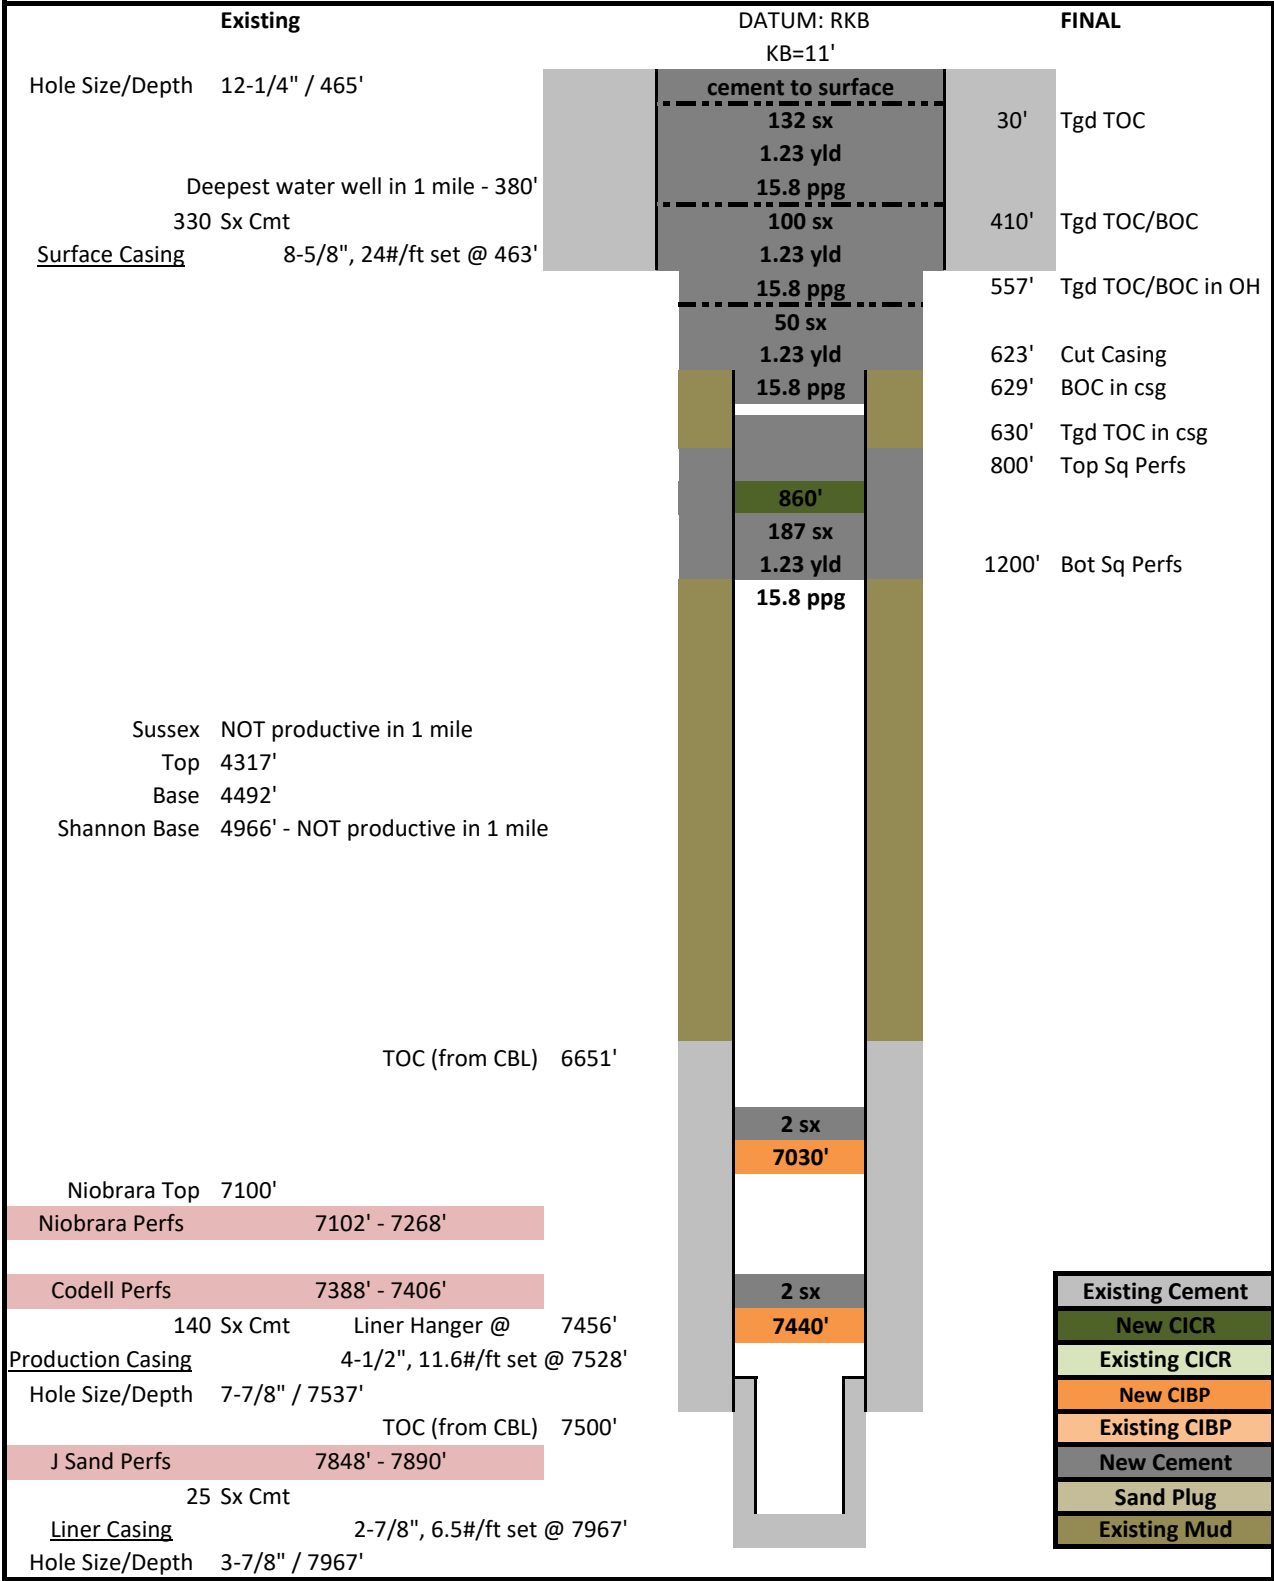 Existing DATUM: RKB FINAL
KB=11'
Hole Size/Depth 12-1/4" / 465' cement to surface
132 sx 30' Tgd TOC
1.23 yld
Deepest water well in 1 mile - 380' 15.8 ppg
330 Sx Cmt 100 sx 410' Tgd TOC/BOC
Surface Casing 8-5/8", 24#/ft set @ 463' 1.23 yld
15.8 ppg 557' Tgd TOC/BOC in OH
50 sx
1.23 yld 623' Cut Casing
15.8 ppg 629' BOC in csg
630' Tgd TOC in csg
800' Top Sq Perfs
860'
187 sx
1.23 yld 1200' Bot Sq Perfs
15.8 ppg
Sussex NOT productive in 1 mile
Top 4317'
Base 4492'
Shannon Base 4966' - NOT productive in 1 mile
TOC (from CBL) 6651'
2 sx
7030'
Niobrara Top 7100'
Niobrara Perfs 7102' - 7268'
Codell Perfs 7388' - 7406' 2 sx Existing Cement
140 Sx Cmt Liner Hanger @ 7456' 7440' New CICR
Production Casing 4-1/2", 11.6#/ft set @ 7528' Existing CICR
Hole Size/Depth 7-7/8" / 7537' New CIBP
TOC (from CBL) 7500' Existing CIBP
J Sand Perfs 7848' - 7890' New Cement
25 Sx Cmt Sand Plug
Liner Casing 2-7/8", 6.5#/ft set @ 7967' Existing Mud
Hole Size/Depth 3-7/8" / 7967'